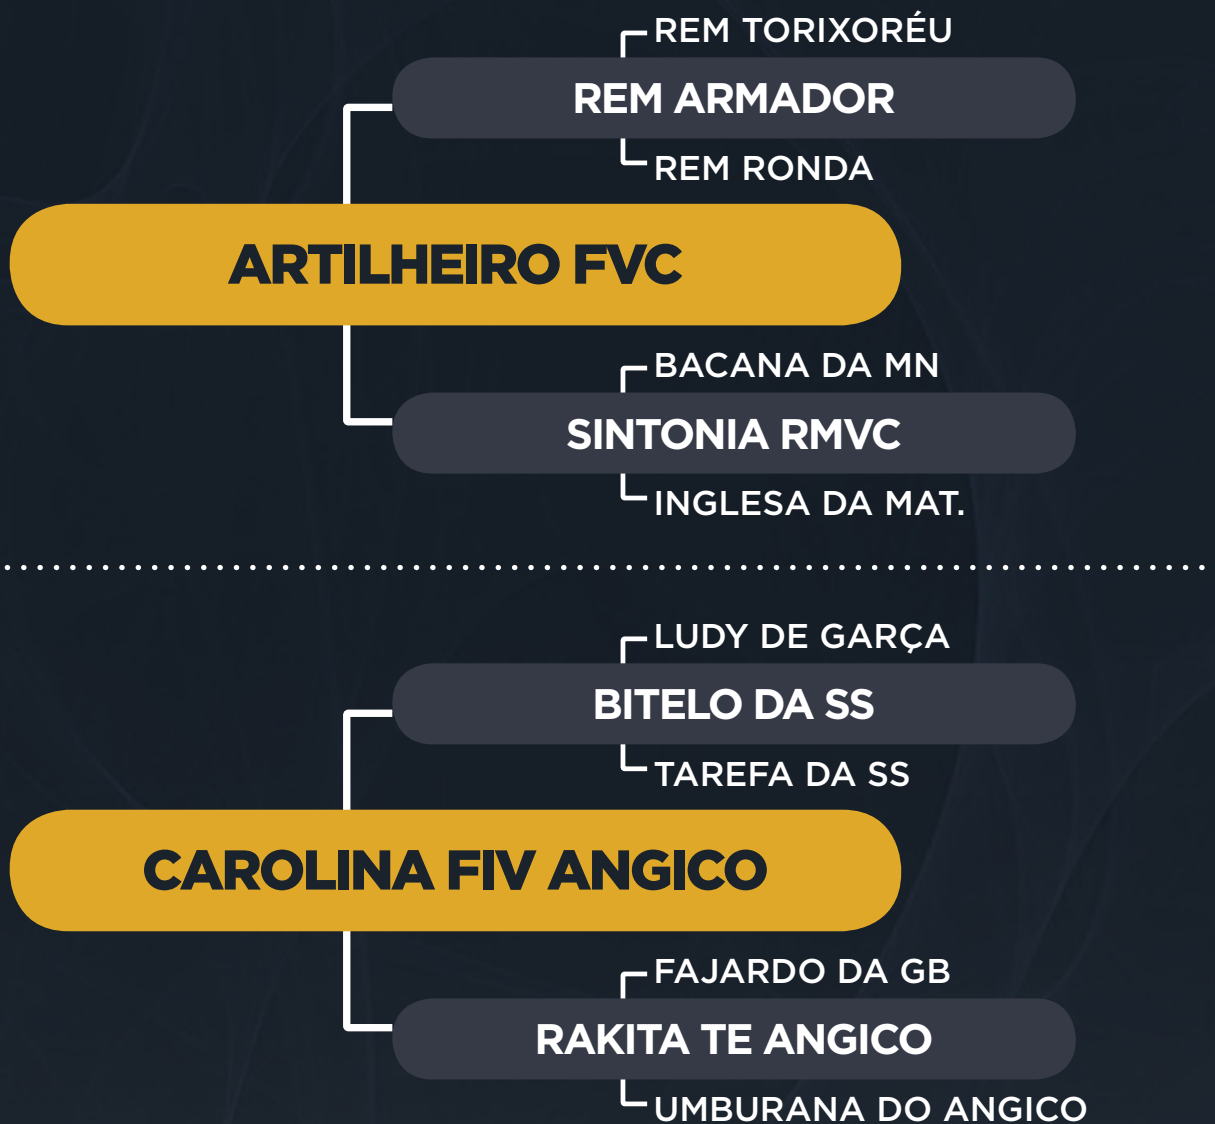 REM TORIXORÉU
REM ARMADOR
REM RONDA
ARTILHEIRO FVC
BACANA DA MN
SINTONIA RMVC
INGLESA DA MAT.
LUDY DE GARÇA
BITELO DA SS
TAREFA DA SS
CAROLINA FIV ANGICO
FAJARDO DA GB
RAKITA TE ANGICO
UMBURANA DO ANGICO